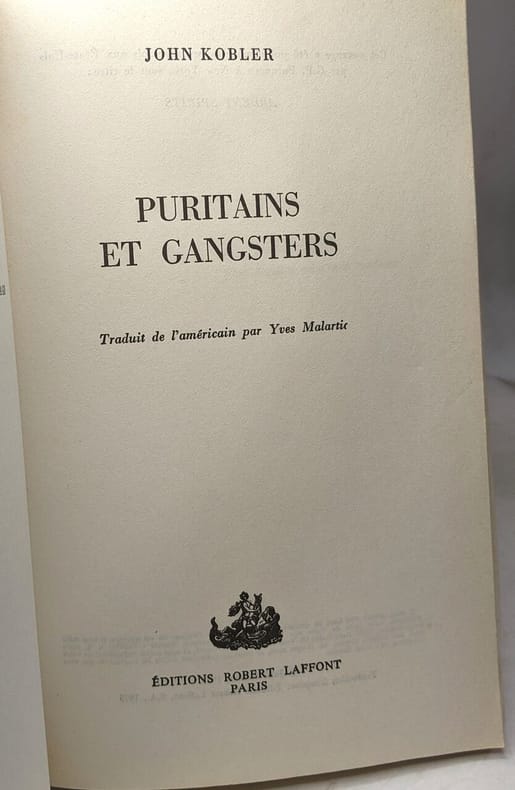 JOHN KOBLER
PURITAINS
ET GANGSTERS
Traduit de l'américain par Yves Malartic
ÉDITIONS ROBERT LAFFONT
PARIS